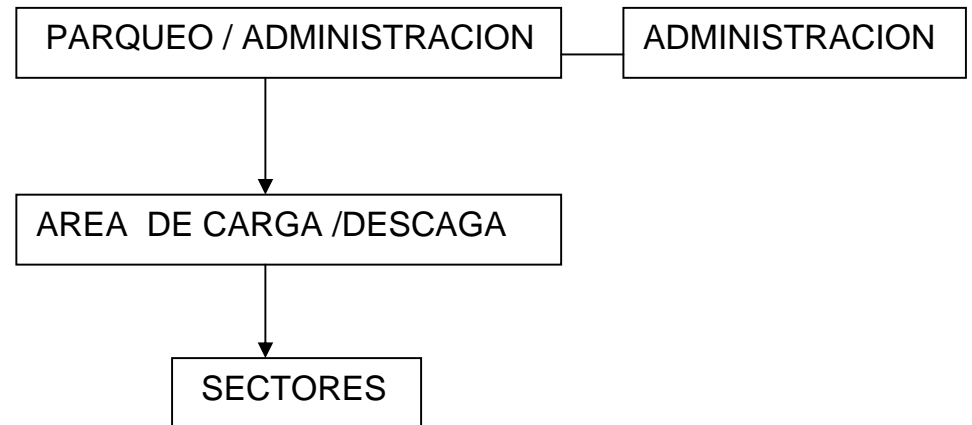 PARQUEO / ADMINISTRACION
ADMINISTRACION
AREA DE CARGA /DESCAGA
SECTORES